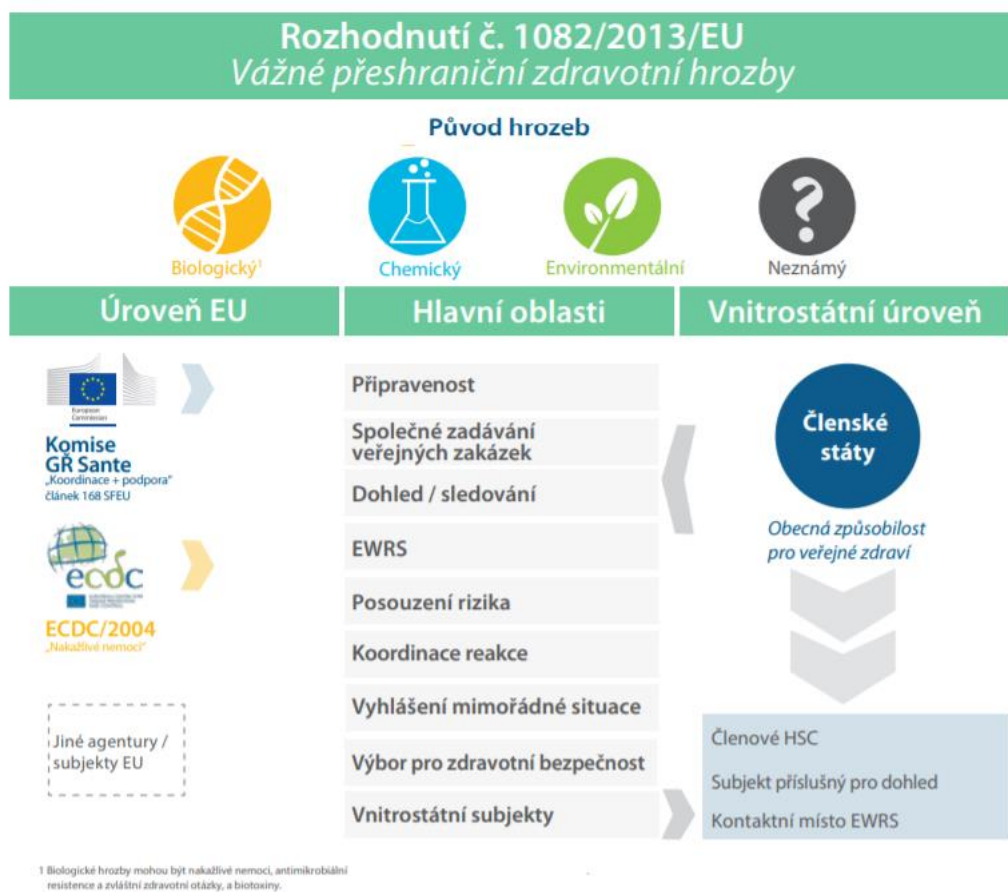 Rozhodnutí č. 1082/2013/EU
Vážné přeshraniční zdravotní hrozby
Původ hrozeb
Biologický¹
Chemický
Environmentální
Neznámý
Úroveň EU
Hlavní oblasti
Vnitrostátní úroveň
European
Commission
Komise
GŘ Sante
„Koordinace + podpora"
článek 168 SFEU
ecdc
ECDC/2004
„Nakažlivé nemoci"
Jiné agentury /
subjekty EU
Připravenost
Společné zadávání
veřejných zakázek
Dohled / sledování
EWRS
Posouzení rizika
Koordinace reakce
Vyhlášení mimořádné situace
Výbor pro zdravotní bezpečnost
Vnitrostátní subjekty
Členské
státy
Obecná způsobilost
pro veřejné zdraví
Členové HSC
Subjekt příslušný pro dohled
Kontaktní místo EWRS
1 Biologické hrozby mohou být nakažlivé nemoci, antimikrobiální
resistence a zvláštní zdravotní otázky, a biotoxiny.